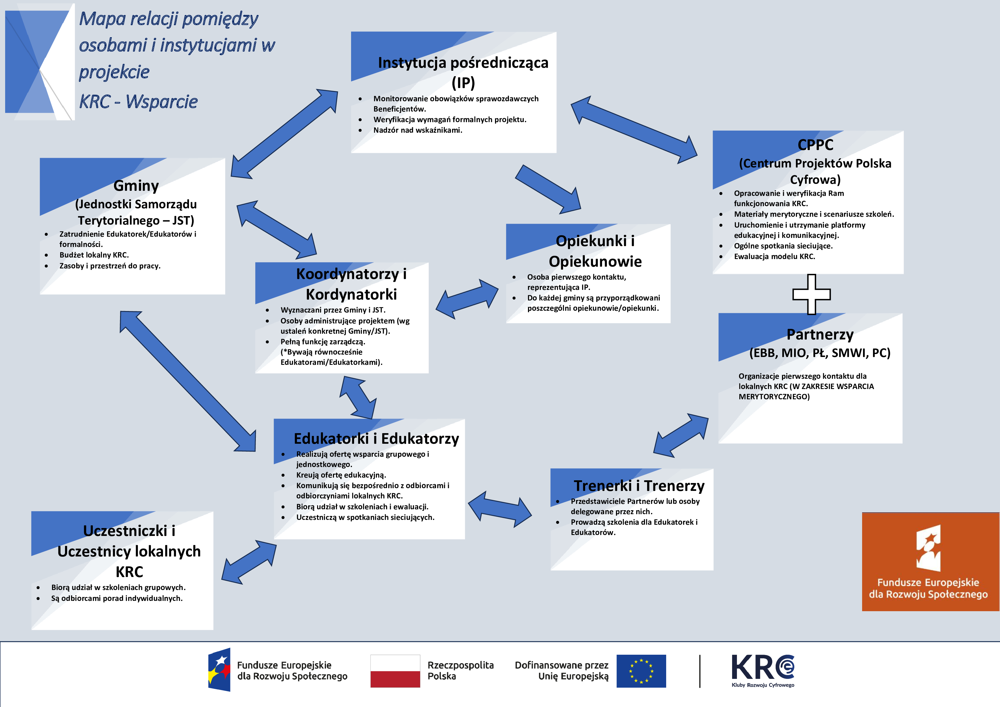 Mapa relacji pomiędzy
osobami i instytucjami w
projekcie
KRC - Wsparcie
Instytucja pośrednicząca
(IP)
• Monitorowanie obowiązków sprawozdawczych
Beneficjentów.
• Weryfikacja wymagań formalnych projektu.
• Nadzór nad wskaźnikami.
CPPC
(Centrum Projektów Polska
Cyfrowa)
• Opracowanie i weryfikacja Ram
funkcjonowania KRC.
• Materiały merytoryczne i scenariusze szkoleń.
• Uruchomienie i utrzymanie platformy
edukacyjnej i komunikacyjnej.
• Ogólne spotkania sieciujące.
• Ewaluacja modelu KRC.
Gminy
(Jednostki Samorządu
Terytorialnego – JST)
• Zatrudnienie Edukatorek/Edukatorów i
formalności.
• Budżet lokalny KRC.
• Zasoby i przestrzeń do pracy.
Opiekunki i
Opiekunowie
• Osoba pierwszego kontaktu,
reprezentująca IP.
• Do każdej gminy są przyporządkowani
poszczególni opiekunowie/opiekunki.
Koordynatorzy i
Kordynatorki
• Wyznaczani przez Gminy i JST.
• Osoby administrujące projektem (wg
ustaleń konkretnej Gminy/JST).
• Pełną funkcję zarządczą.
(*Bywają równocześnie
Edukatorami/Edukatorkami).
Partnerzy
(EBB, MIO, PŁ, SMWI, PC)
Organizacje pierwszego kontaktu dla
lokalnych KRC (W ZAKRESIE WSPARCIA
MERYTORYCZNEGO)
Edukatorki i Edukatorzy
• Realizują ofertę wsparcia grupowego i
jednostkowego.
• Kreują ofertę edukacyjną.
• Komunikują się bezpośrednio z odbiorcami i
odbiorczyniami lokalnych KRC.
• Biorą udział w szkoleniach i ewaluacji.
• Uczestniczą w spotkaniach sieciujących.
Trenerki i Trenerzy
• Przedstawiciele Partnerów lub osoby
delegowane przez nich.
• Prowadzą szkolenia dla Edukatorek i
Edukatorów.
Uczestniczki i
Uczestnicy lokalnych
KRC
• Biorą udział w szkoleniach grupowych.
• Są odbiorcami porad indywidualnych.
Fundusze Europejskie
dla Rozwoju Społecznego
Fundusze Europejskie
dla Rozwoju Społecznego
Rzeczpospolita
Polska
Dofinansowane przez
Unię Europejską
KRC
Kluby Rozwoju Cyfrowego